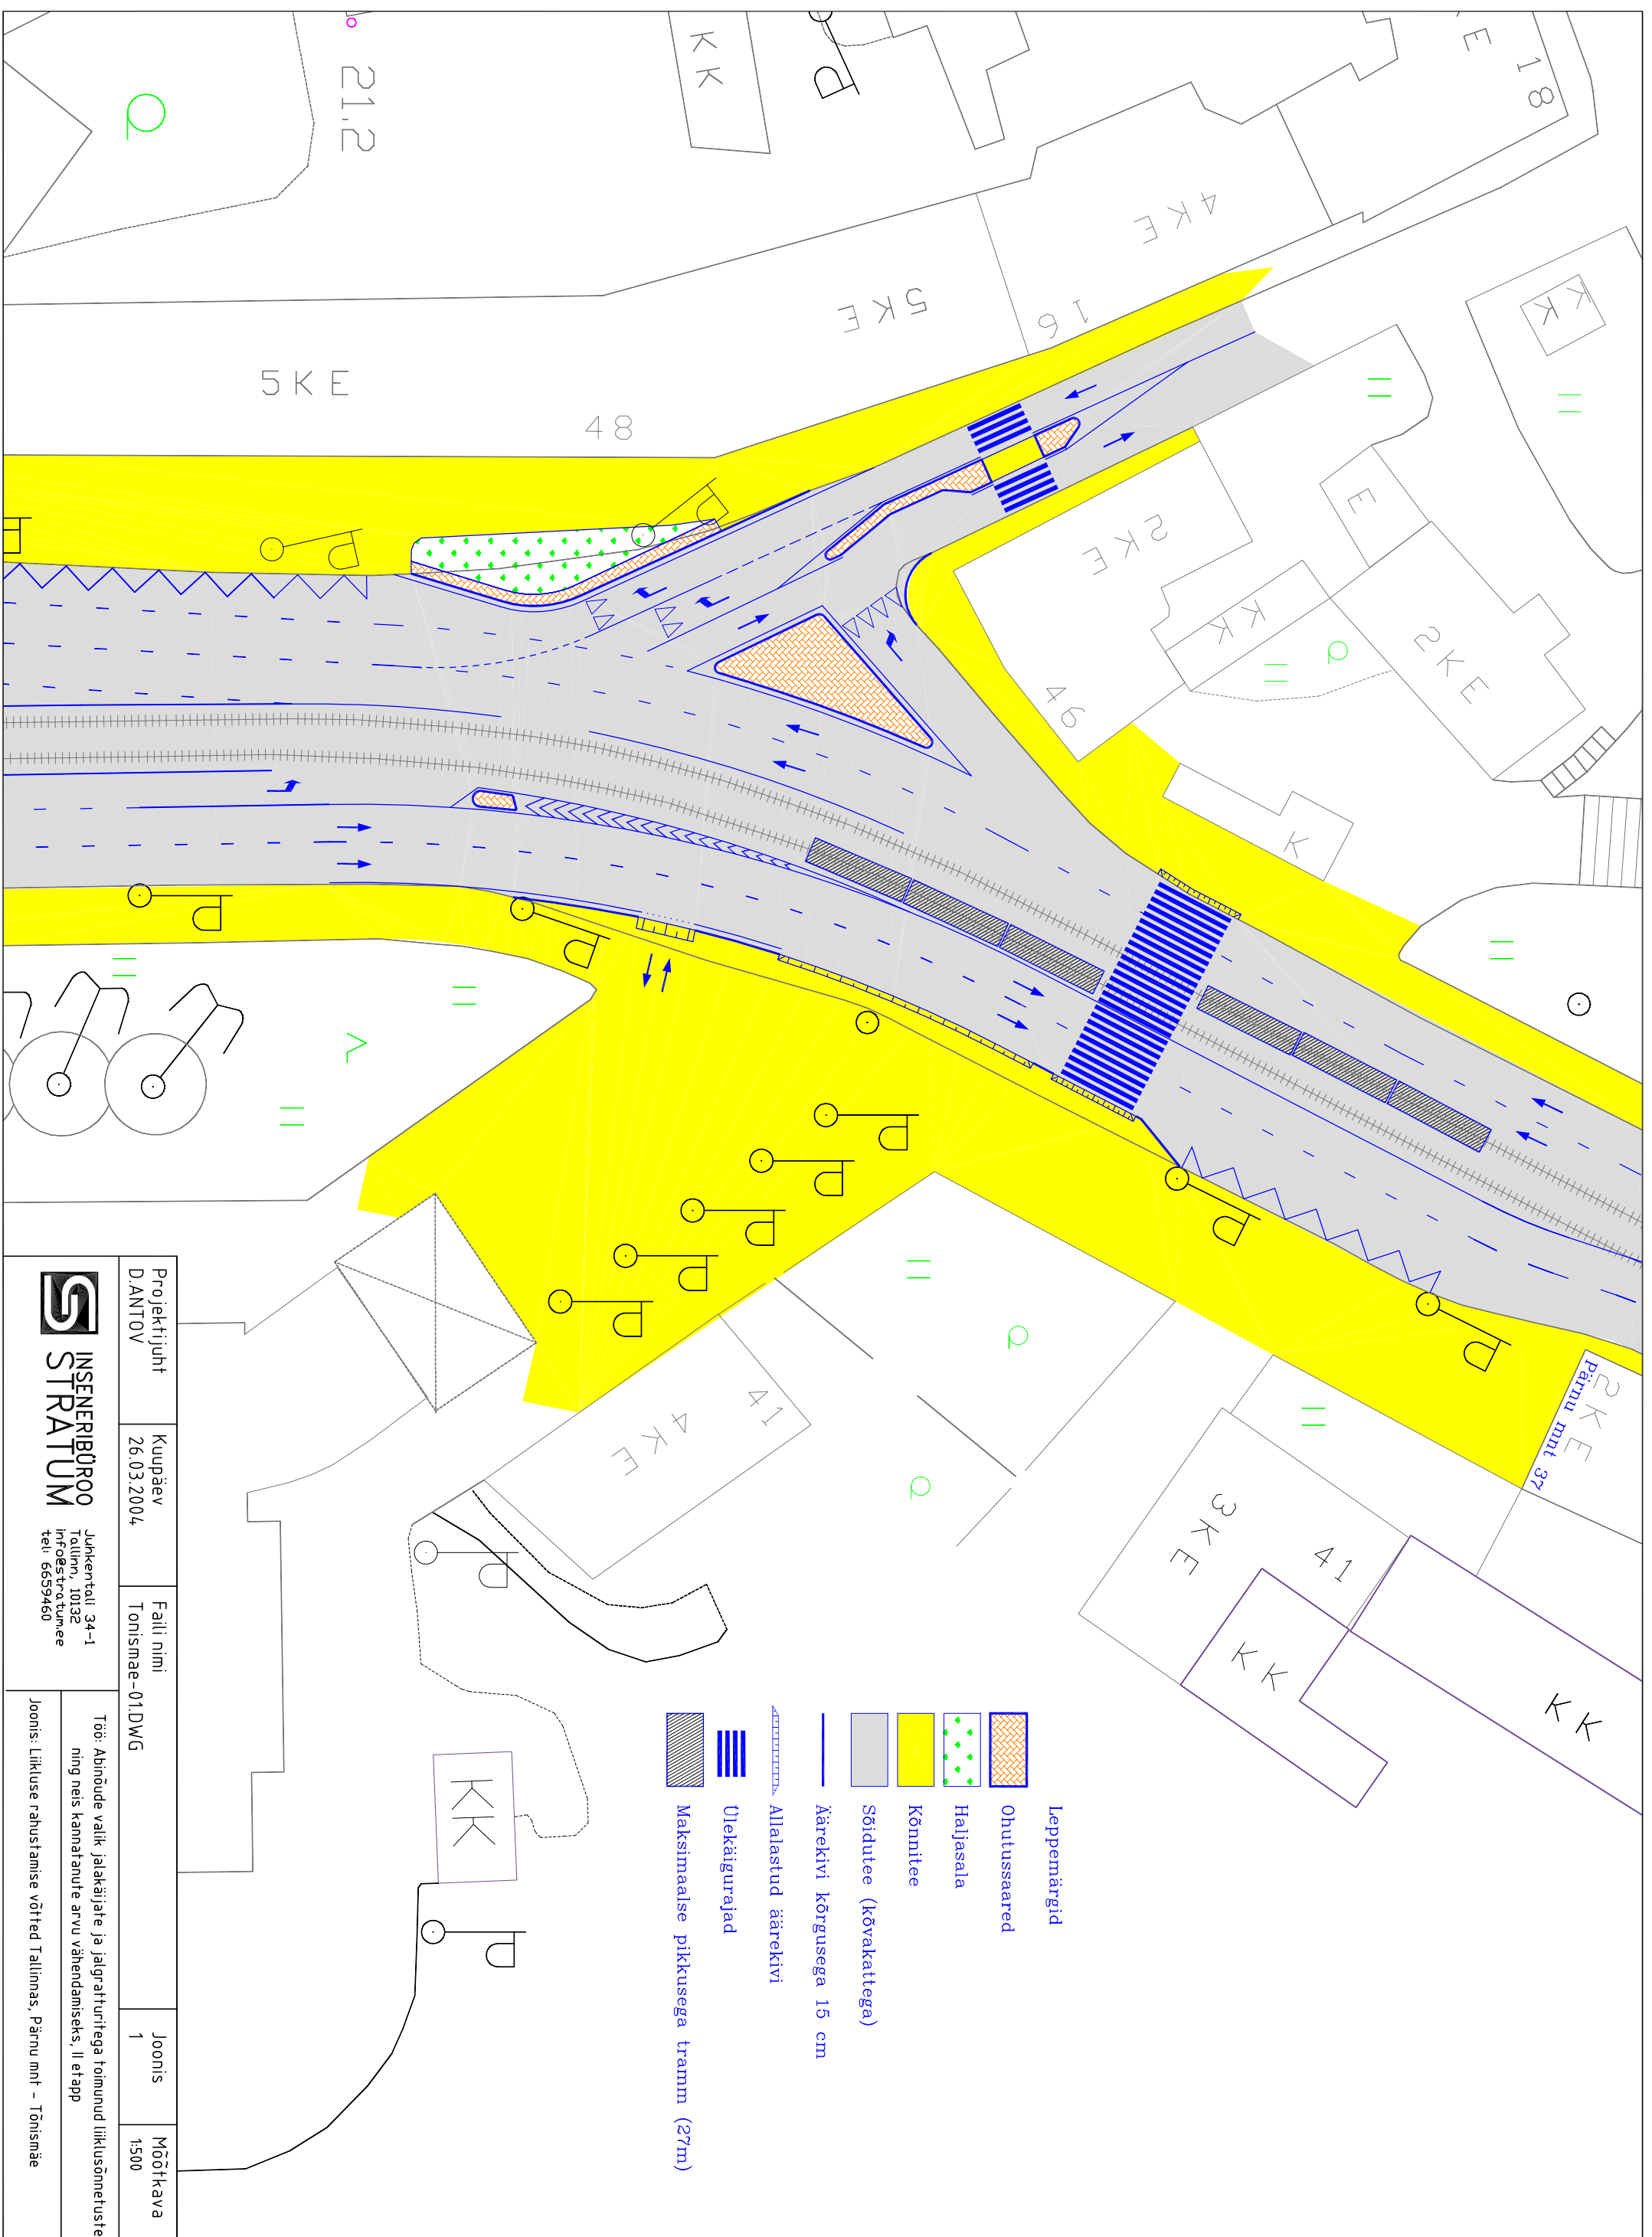 21.2
KK
E 18
4KE
5KE
16
5KE
48
KK
2KE
E
KK
2KE
46
K
41
4KE
2KE
Pärnu mnt 37
3KE
41
KK
KK
KK
Leppemärgid
Ohutussaared
Haljasala
Kõnnitee
Sõidutee (kõvakattega)
Äärekivi kõrgusega 15 cm
Allalastud äärekivi
Ülekäigurajad
Maksimaalse pikkusega tramm (27m)
Projektijuht
D.ANTOV
Kuupäev
26.03.2004
Faili nimi
Tonismae-01.DWG
Joonis
1
Mõõtkava
1:500
INSENERIBÜROO
STRATUM
Juhkentali 34-1
Tallinn, 10132
info@stratum.ee
tel: 6659460
Töö: Abinõude valik jalakäijate ja jalgratturitega toimunud liiklusõnnetuste
ning neis kannatanute arvu vähendamiseks, II etapp
Joonis: Liikluse rahustamise võtted Tallinnas, Pärnu mnt - Tõnismäe